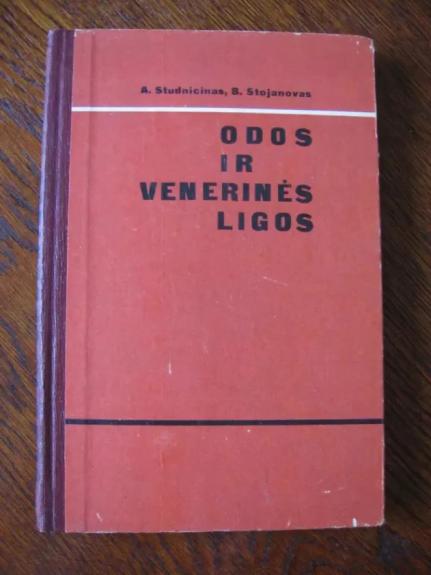 A. Studnicinas, B. Stojanovas
ODOS
IR
VENERINĖS
LIGOS